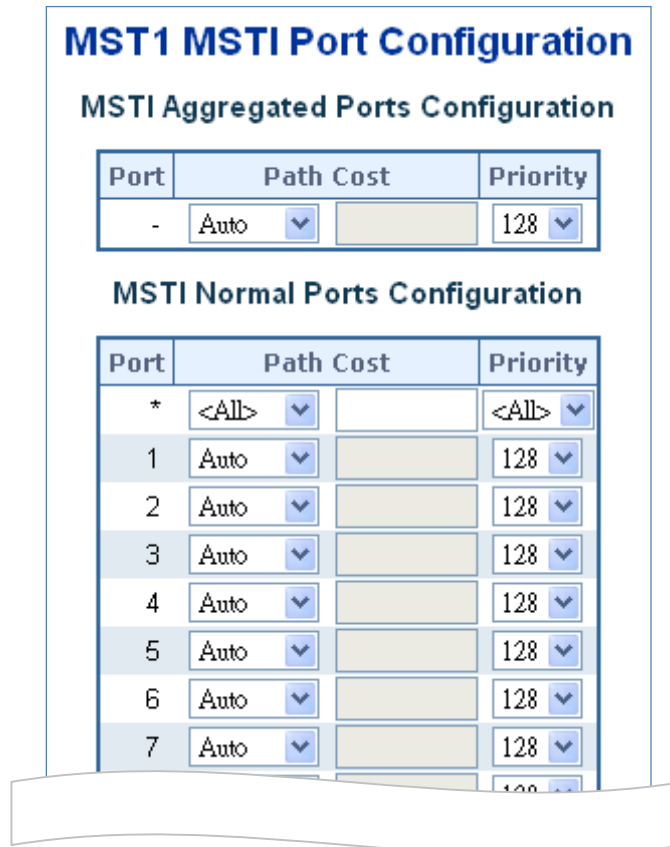 MST1 MSTI Port Configuration
MSTI Aggregated Ports Configuration
Port Path Cost Priority
- Auto 128
MSTI Normal Ports Configuration
Port Path Cost Priority
* <All> <All>
1 Auto 128
2 Auto 128
3 Auto 128
4 Auto 128
5 Auto 128
6 Auto 128
7 Auto 128